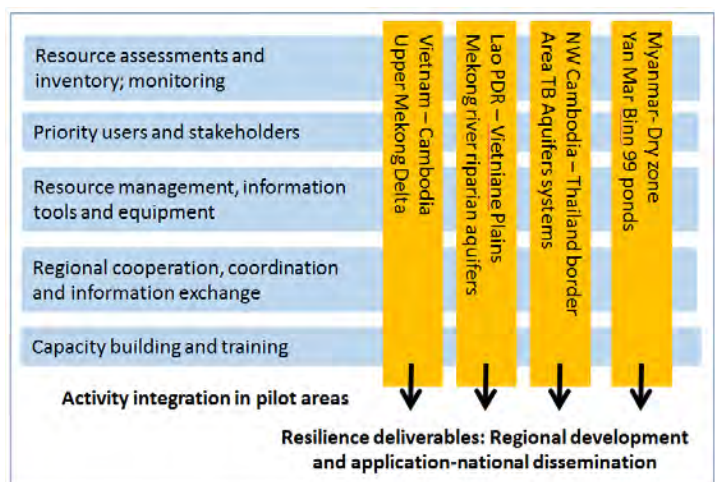 Resource assessments and
inventory; monitoring
Priority users and stakeholders
Resource management, information
tools and equipment
Regional cooperation, coordination
and information exchange
Capacity building and training
Vietnam – Cambodia
Upper Mekong Delta
Lao PDR – Vietniane Plains
Mekong river riparian aquifers
NW Cambodia – Thailand border
Area TB Aquifers systems
Myanmar- Dry zone
Yan Mar Binn 99 ponds
Activity integration in pilot areas
Resilience deliverables: Regional development
and application-national dissemination